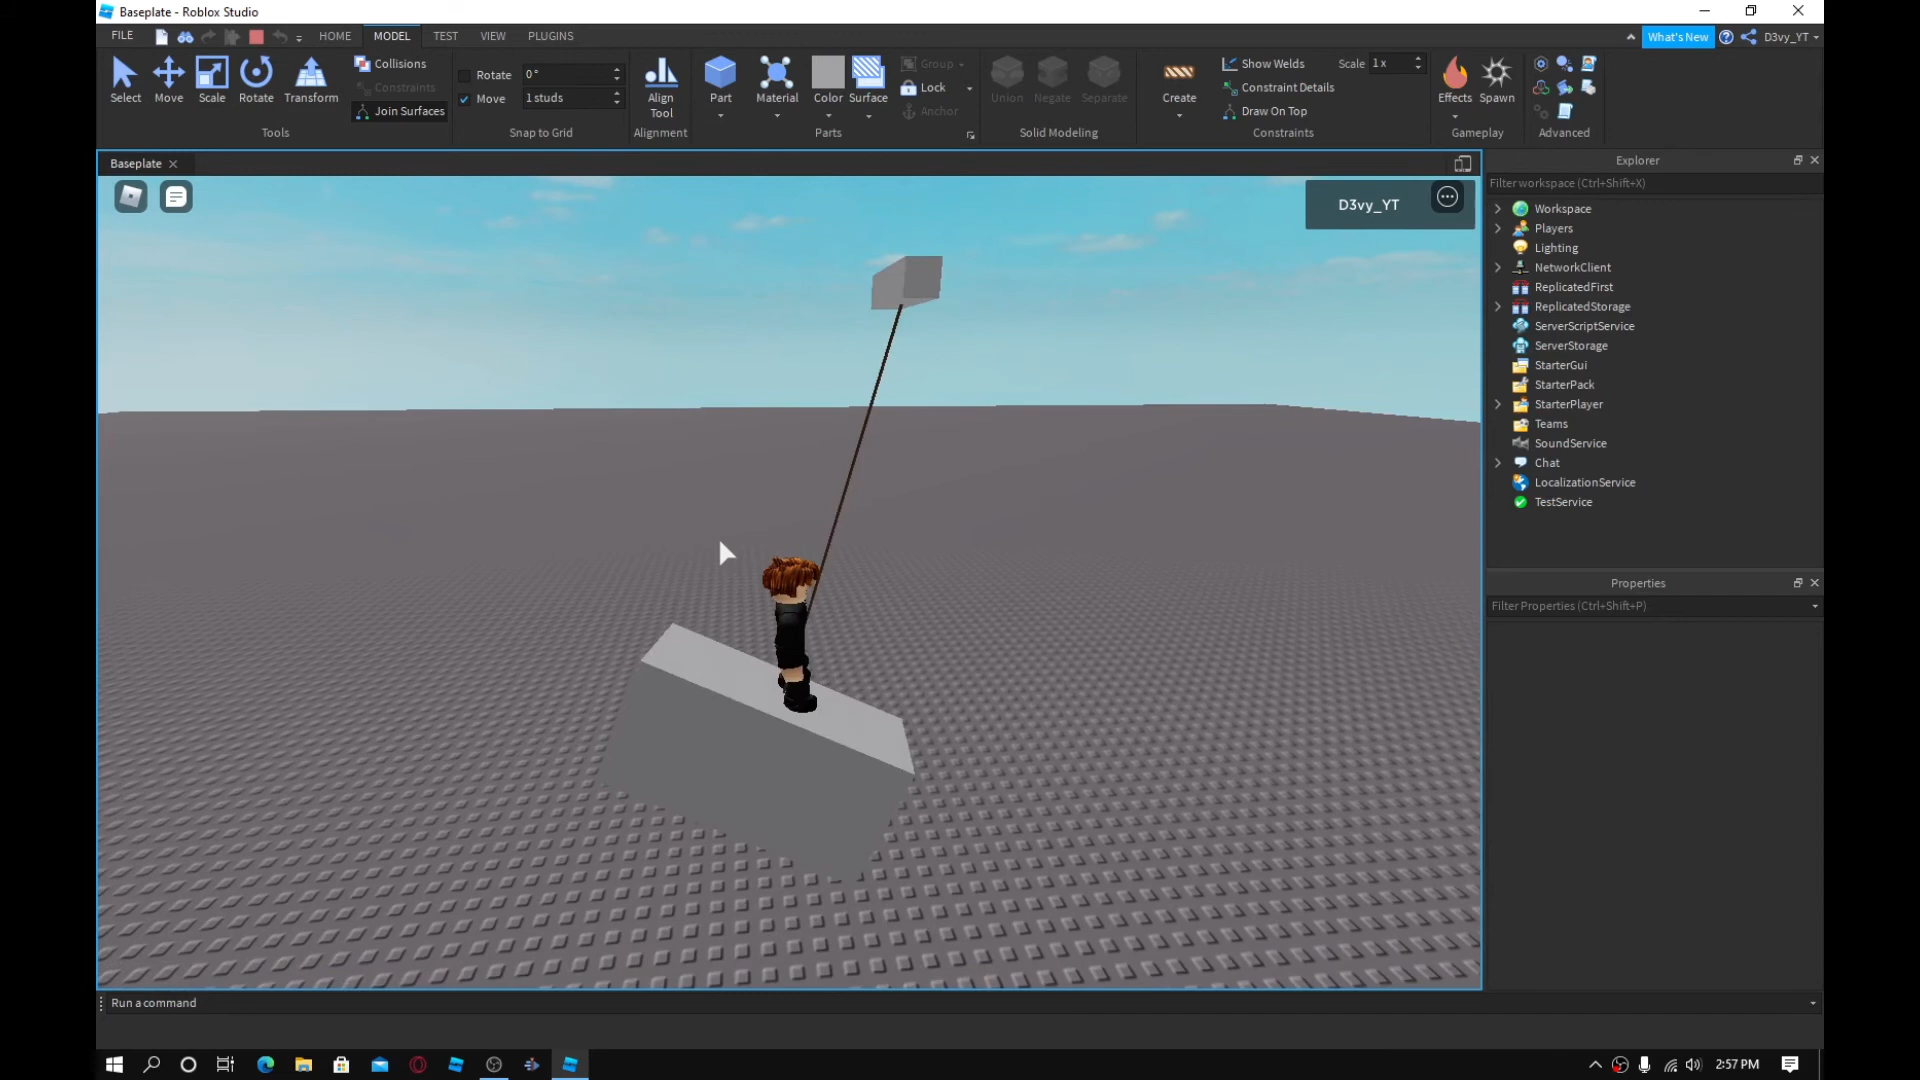 Baseplate - Roblox Studio
FILE HOME MODEL TEST VIEW PLUGINS What's New D3vy_YT
Select Move Scale Rotate Transform
Collisions
Constraints
Join Surfaces
Tools
Rotate 0°
Move 1 studs
Snap to Grid
Align Tool
Alignment
Part Material Color Surface
Group
Lock
Anchor
Parts
Union Negate Separate
Solid Modeling
Create
Show Welds Scale 1 x
Constraint Details
Draw On Top
Constraints
Effects Spawn
Gameplay
Advanced
Baseplate
D3vy_YT
Explorer
Filter workspace (Ctrl+Shift+X)
Workspace
Players
Lighting
NetworkClient
ReplicatedFirst
ReplicatedStorage
ServerScriptService
ServerStorage
StarterGui
StarterPack
StarterPlayer
Teams
SoundService
Chat
LocalizationService
TestService
Properties
Filter Properties (Ctrl+Shift+P)
Run a command
2:57 PM